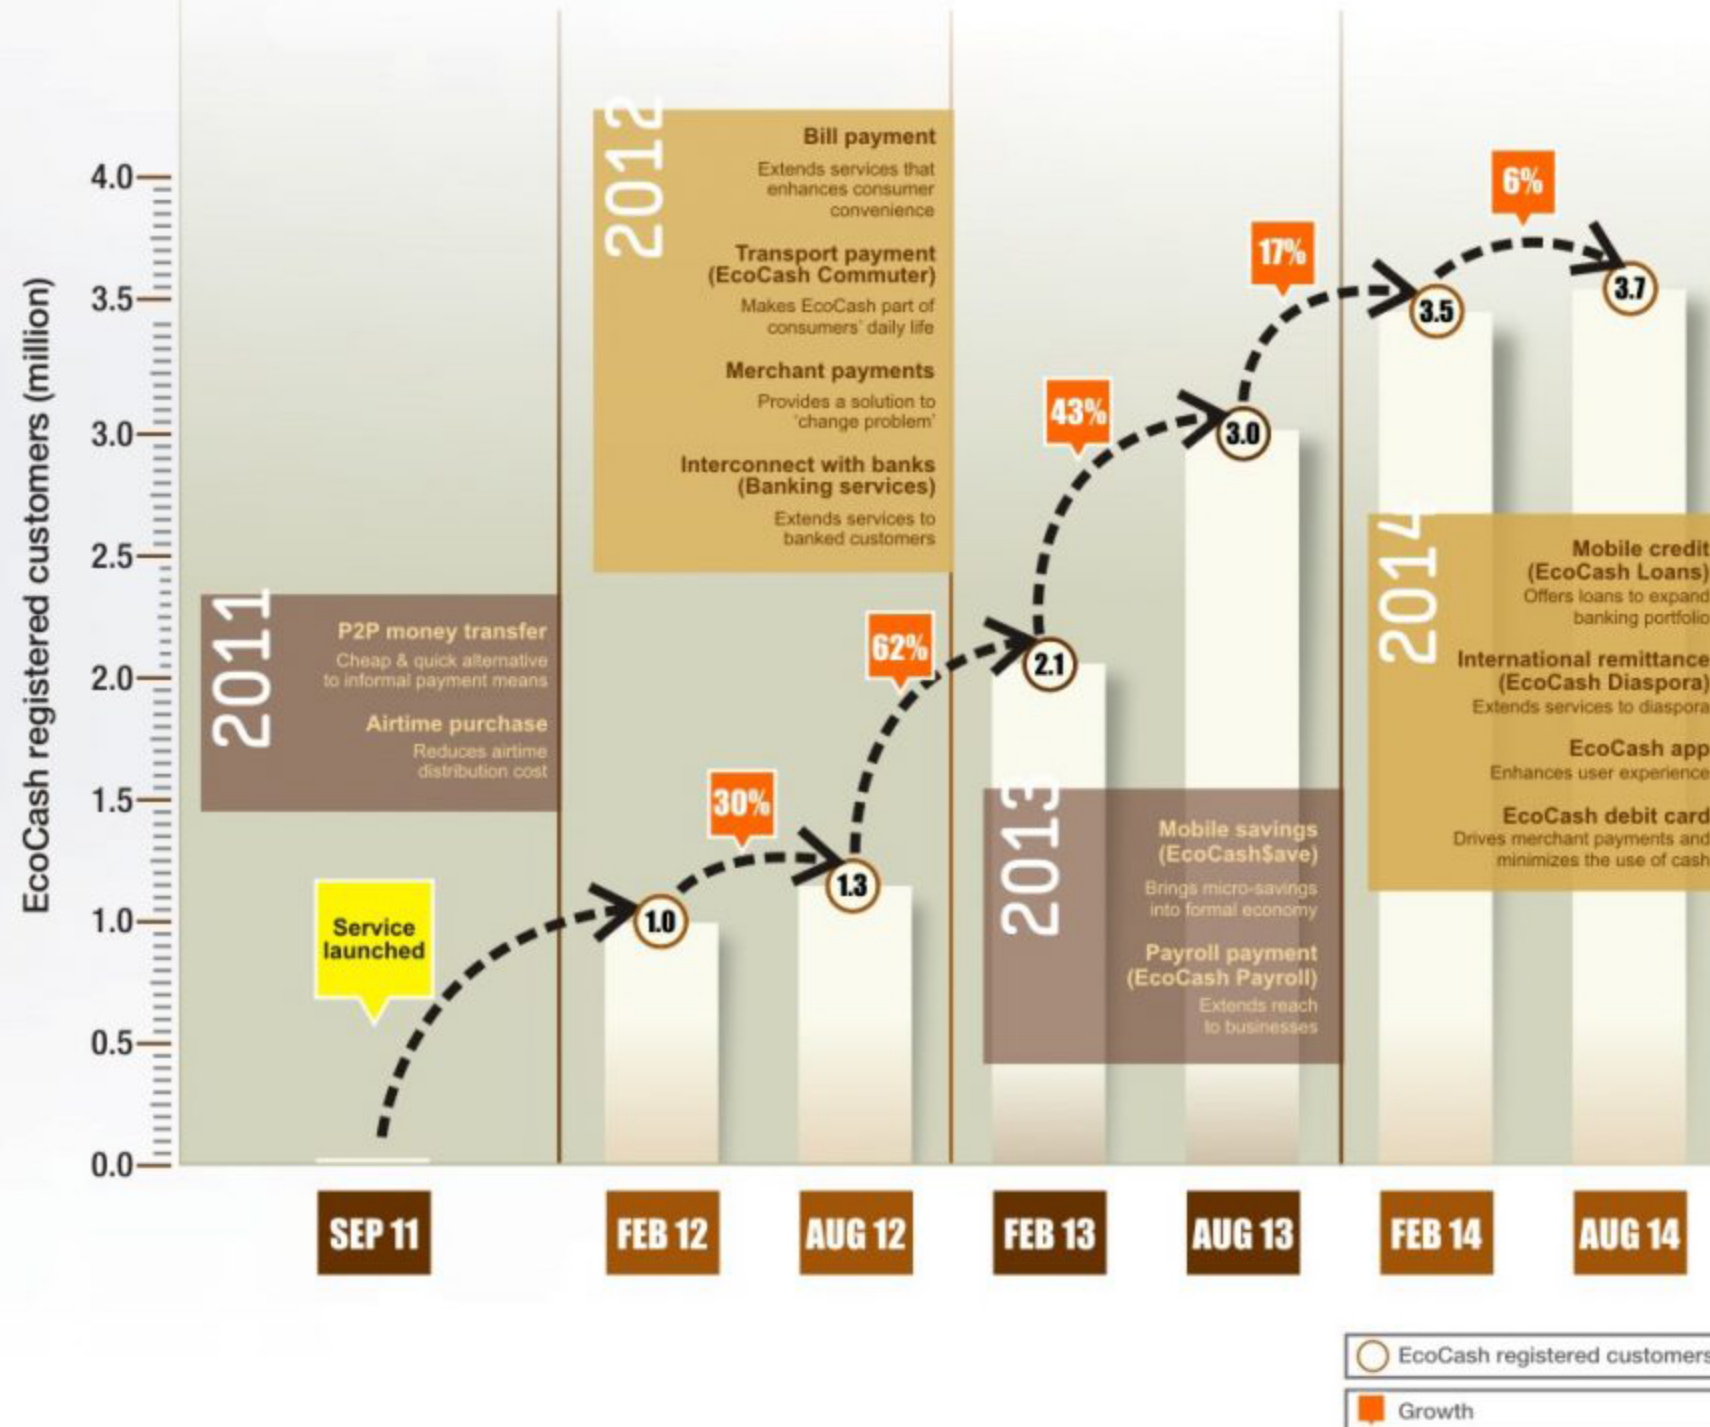 EcoCash registered customers (million)
4.0
3.5
3.0
2.5
2.0
1.5
1.0
0.5
0.0
2011
P2P money transfer
Cheap & quick alternative
to informal payment means
Airtime purchase
Reduces airtime
distribution cost
Service
launched
2012
Bill payment
Extends services that
enhances consumer
convenience
Transport payment
(EcoCash Commuter)
Makes EcoCash part of
consumers' daily life
Merchant payments
Provides a solution to
'change problem'
Interconnect with banks
(Banking services)
Extends services to
banked customers
1.0
30%
1.3
62%
2013
Mobile savings
(EcoCash$ave)
Brings micro-savings
into formal economy
Payroll payment
(EcoCash Payroll)
Extends reach
to businesses
2.1
43%
3.0
17%
2014
Mobile credit
(EcoCash Loans)
Offers loans to expand
banking portfolio
International remittance
(EcoCash Diaspora)
Extends services to diaspora
EcoCash app
Enhances user experience
EcoCash debit card
Drives merchant payments and
minimizes the use of cash
3.5
6%
3.7
SEP 11
FEB 12
AUG 12
FEB 13
AUG 13
FEB 14
AUG 14
EcoCash registered customers
Growth